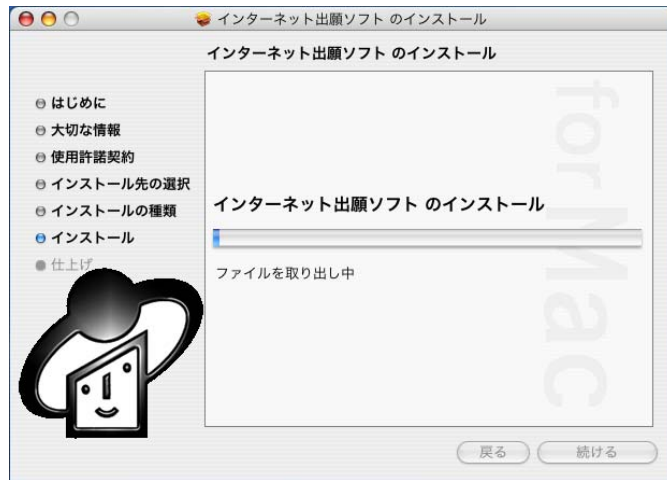 インターネット出願ソフト のインストール
インターネット出願ソフト のインストール
はじめに
大切な情報
使用許諾契約
インストール先の選択
インストールの種類
インストール
仕上げ
インターネット出願ソフト のインストール
ファイルを取り出し中
for Mac
戻る
続ける